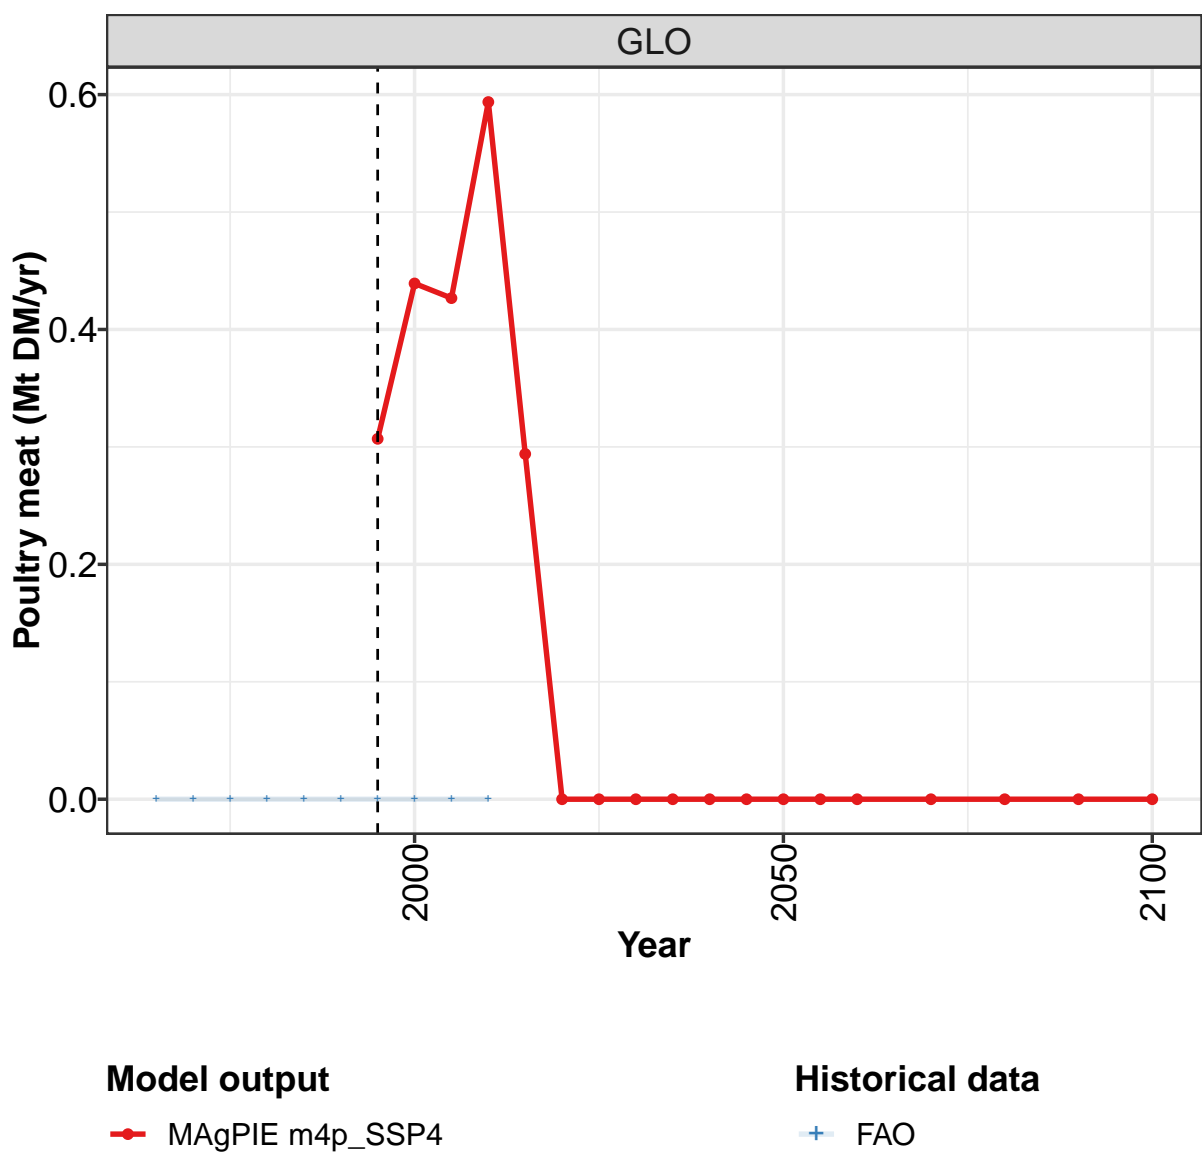 GLO
Poultry meat (Mt DM/yr)
0.6
0.4
0.2
0.0
2000
2050
2100
Year
Model output
MAgPIE m4p_SSP4
Historical data
FAO